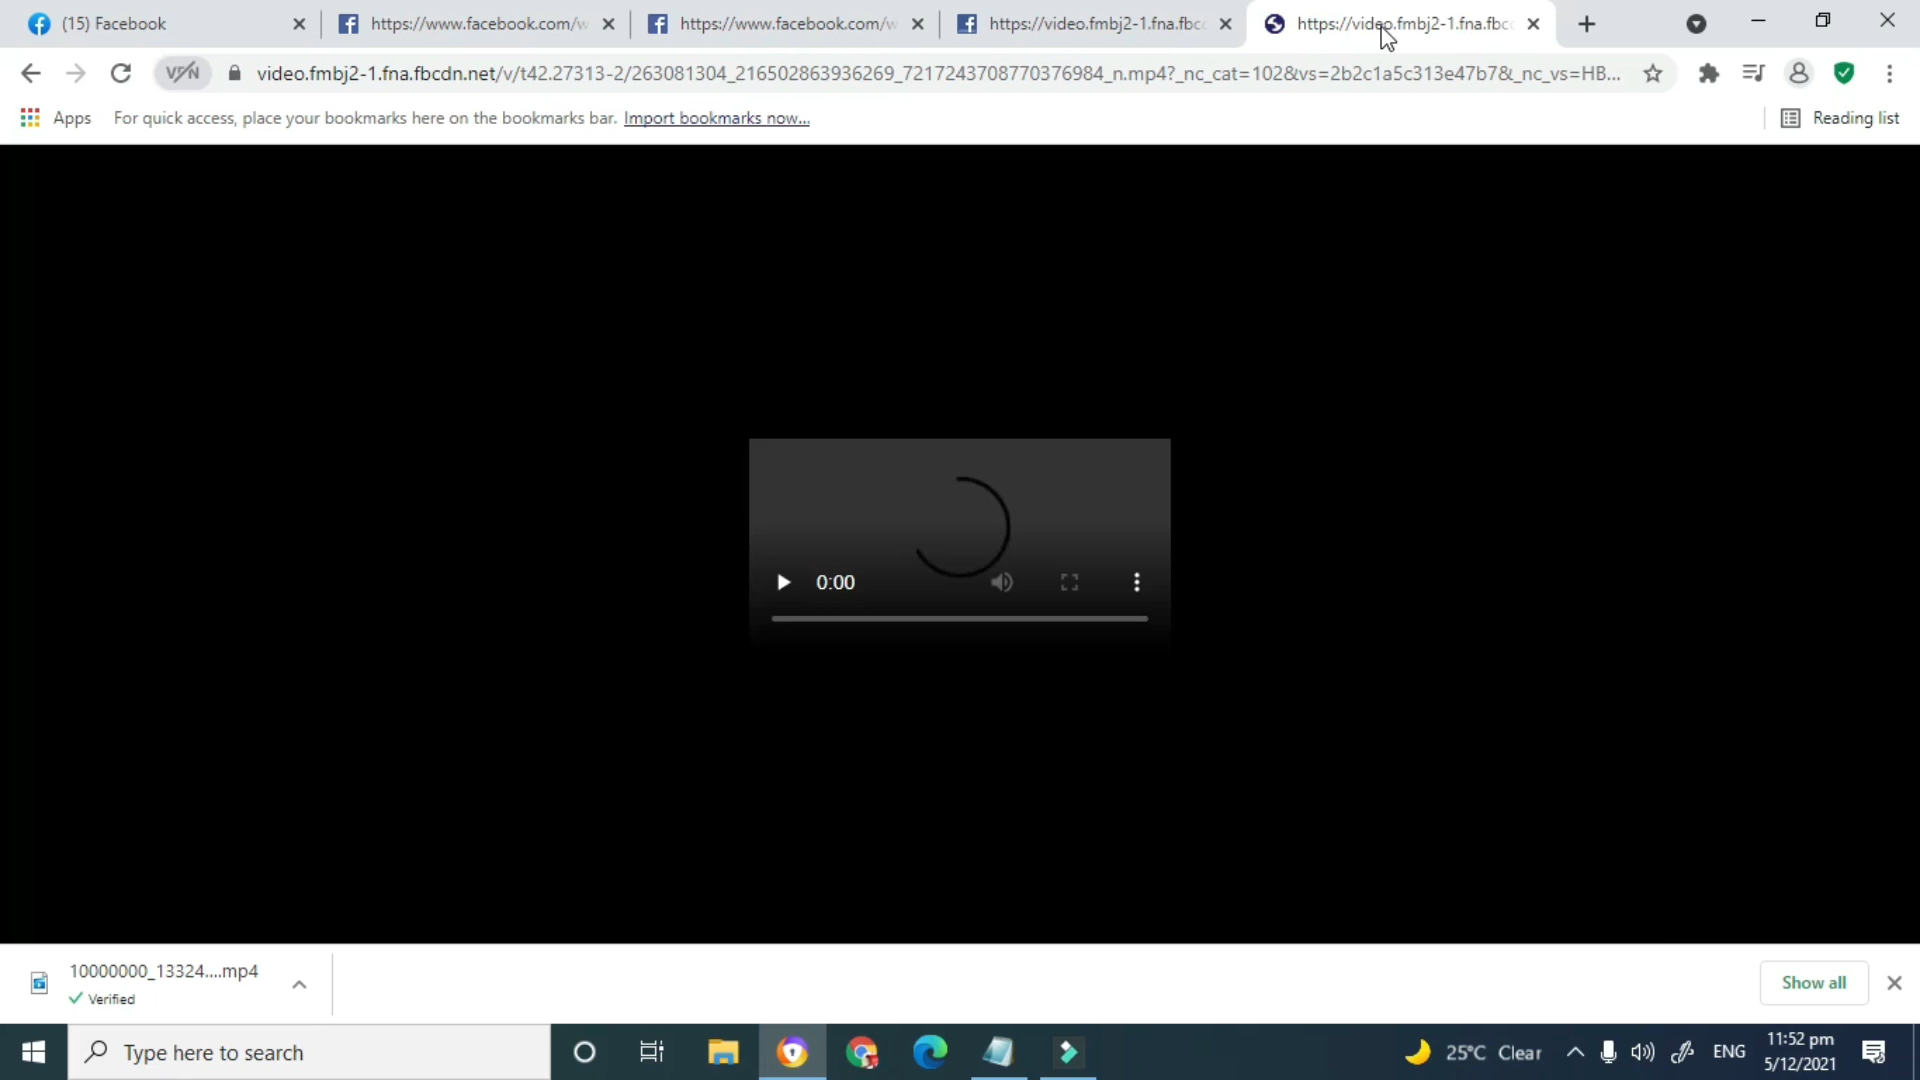 (15) Facebook
https://www.facebook.com/w
https://www.facebook.com/w
https://video.fmbj2-1.fna.fbcc
https://video.fmbj2-1.fna.fbcc
VPN
video.fmbj2-1.fna.fbcdn.net/v/t42.27313-2/263081304_216502863936269_7217243708770376984_n.mp4?_nc_cat=102&vs=2b2c1a5c313e47b7&_nc_vs=HB...
Apps
For quick access, place your bookmarks here on the bookmarks bar. Import bookmarks now...
Reading list
0:00
10000000_13324....mp4
Verified
Show all
Type here to search
25°C Clear
ENG
11:52 pm
5/12/2021